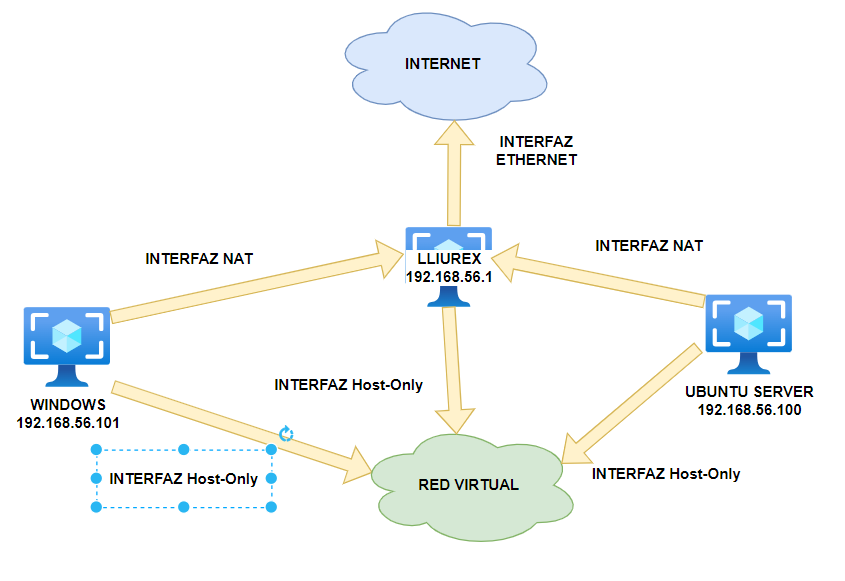 INTERNET
INTERFAZ
ETHERNET
INTERFAZ NAT
LLIUREX
192.168.56.1
INTERFAZ NAT
INTERFAZ Host-Only
WINDOWS
192.168.56.101
UBUNTU SERVER
192.168.56.100
INTERFAZ Host-Only
RED VIRTUAL
INTERFAZ Host-Only